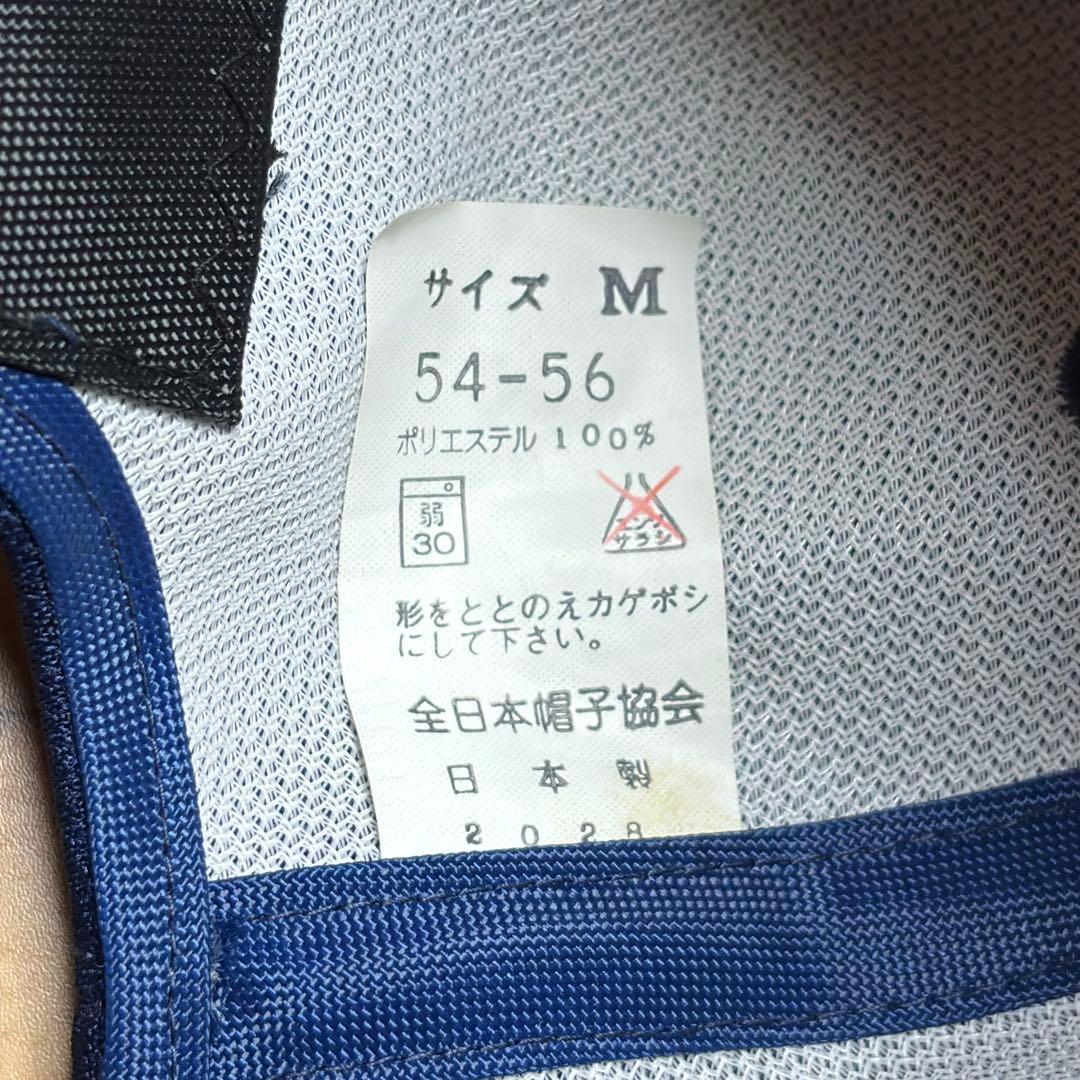 サイズ M
54-56
ポリエステル 100%
弱
30
エンソ
サラシ
形をととのえカゲボシ
にして下さい。
全日本帽子協会
日本製
2028